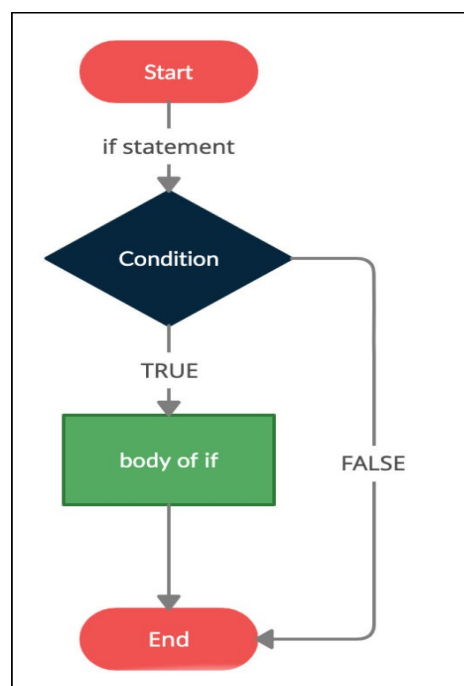 Start
if statement
Condition
TRUE
body of if
FALSE
End